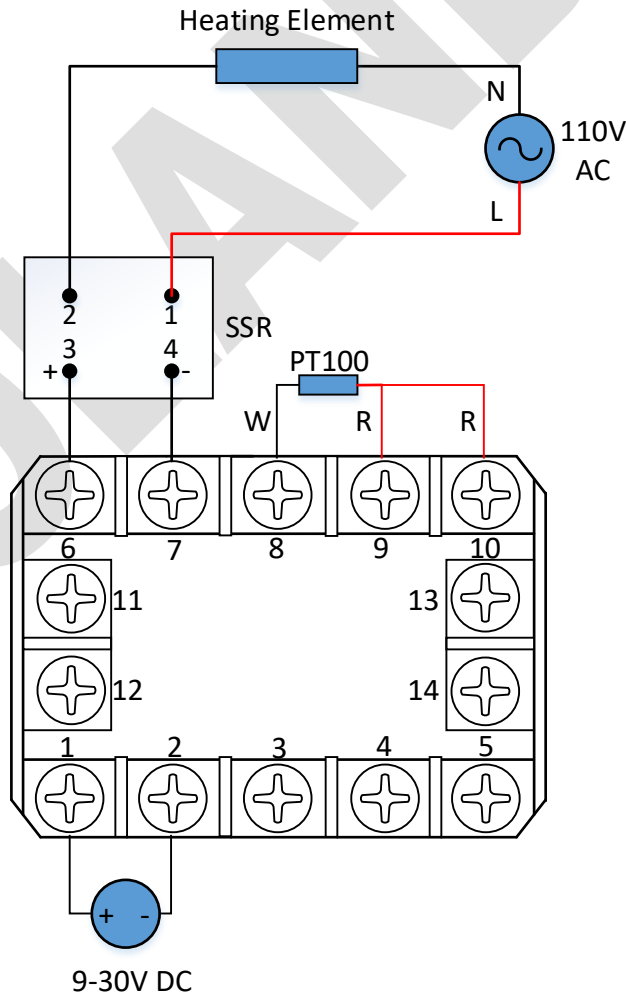 Heating Element
N
110V
AC
L
2 1
SSR
3 4
+ -
PT100
W R R
6 7 8 9 10
11 13
12 14
1 2 3 4 5
+ -
9-30V DC